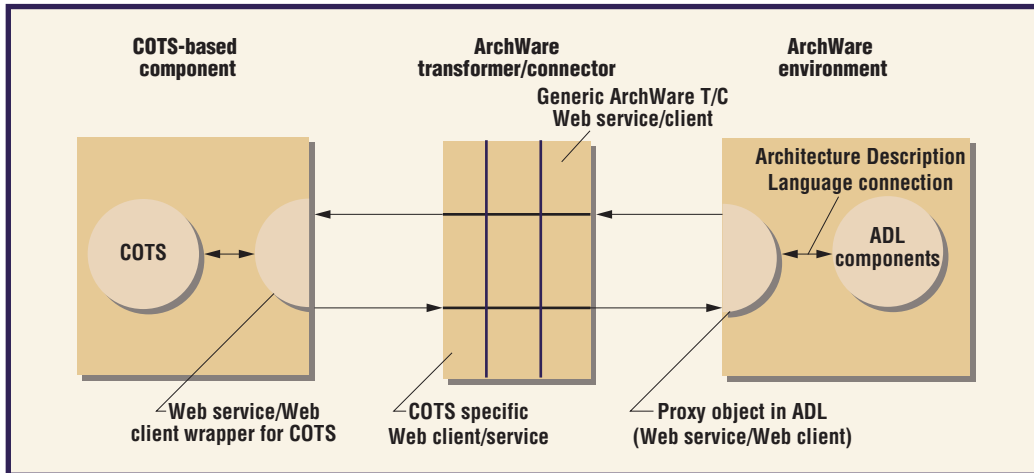 COTS-based
component
ArchWare
transformer/connector
ArchWare
environment
Generic ArchWare T/C
Web service/client
Architecture Description
Language connection
COTS
ADL
components
Web service/Web
client wrapper for COTS
COTS specific
Web client/service
Proxy object in ADL
(Web service/Web client)